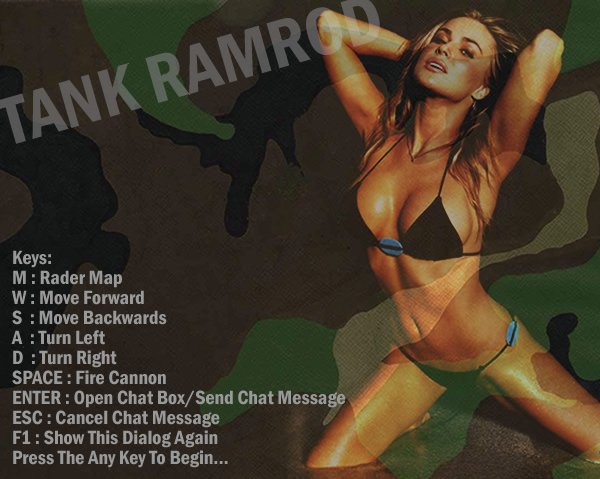 TANK RAMROD
Keys:
M : Rader Map
W : Move Forward
S : Move Backwards
A : Turn Left
D : Turn Right
SPACE : Fire Cannon
ENTER : Open Chat Box/Send Chat Message
ESC : Cancel Chat Message
F1 : Show This Dialog Again
Press The Any Key To Begin...